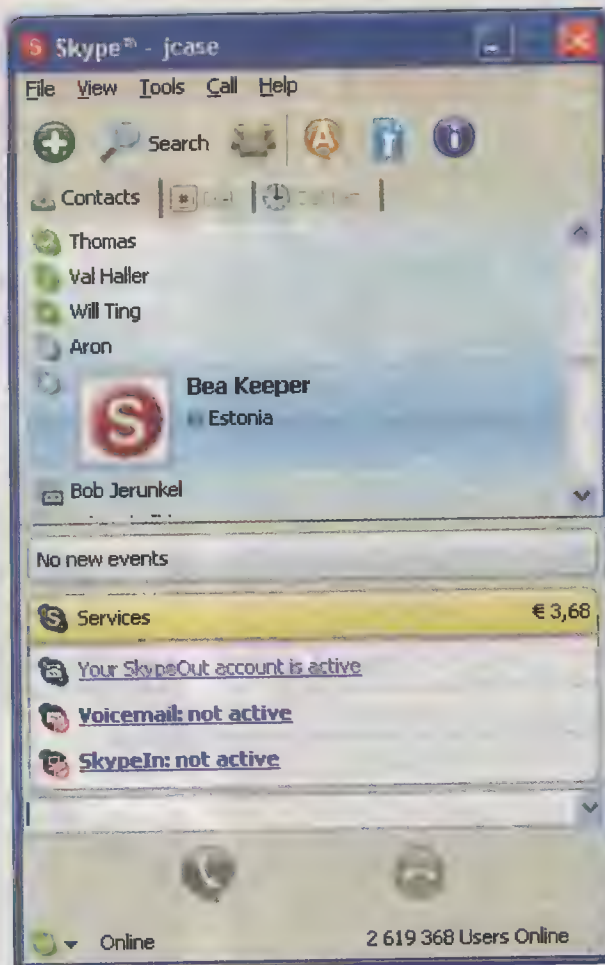 S Skype™ - jcase
File View Tools Call Help
Search A i
Contacts
Thomas
Val Haller
Will Ting
Aron
Bea Keeper
S Estonia
Bob Jerunkel
No new events
S Services € 3,68
Your SkypeOut account is active
Voicemail: not active
SkypeIn: not active
Online 2 619 368 Users Online